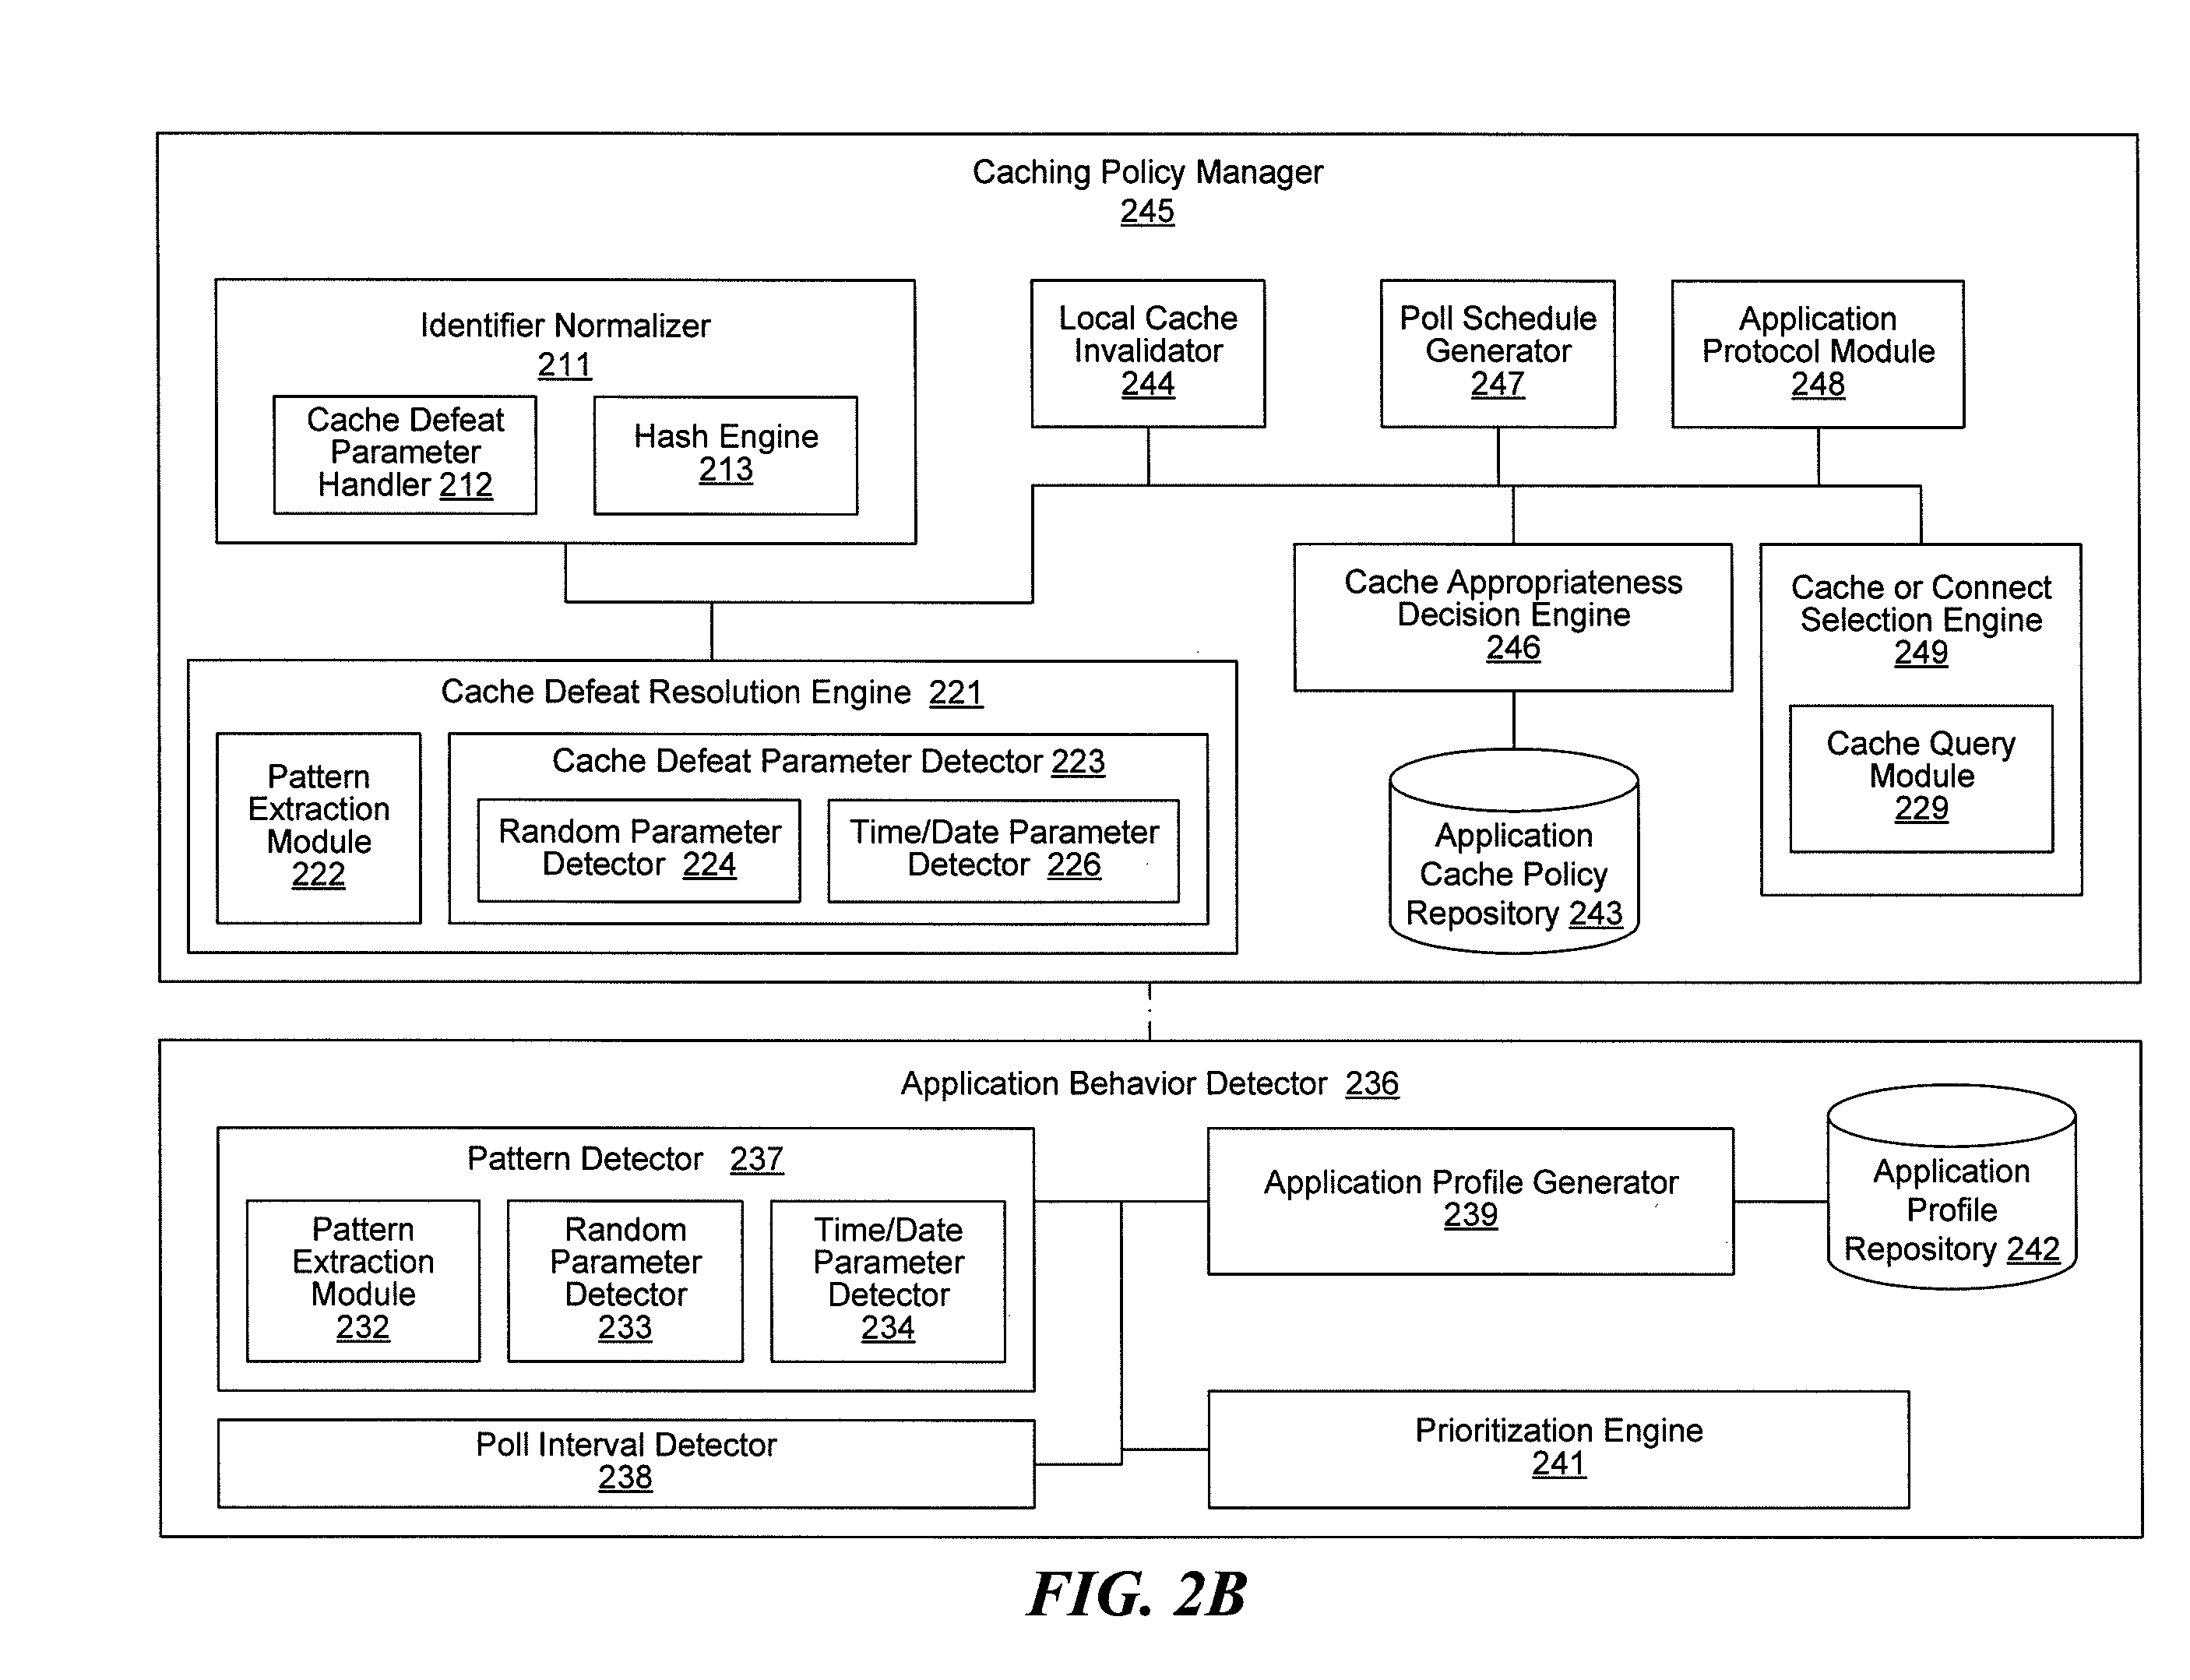 Caching Policy Manager
245
Identifier Normalizer
211
Cache Defeat
Parameter
Handler 212
Hash Engine
213
Local Cache
Invalidator
244
Poll Schedule
Generator
247
Application
Protocol Module
248
Cache Appropriateness
Decision Engine
246
Cache or Connect
Selection Engine
249
Cache Query
Module
229
Application
Cache Policy
Repository 243
Cache Defeat Resolution Engine 221
Pattern
Extraction
Module
222
Cache Defeat Parameter Detector 223
Random Parameter
Detector 224
Time/Date Parameter
Detector 226
Application Behavior Detector 236
Pattern Detector 237
Pattern
Extraction
Module
232
Random
Parameter
Detector
233
Time/Date
Parameter
Detector
234
Application Profile Generator
239
Application
Profile
Repository 242
Poll Interval Detector
238
Prioritization Engine
241
FIG. 2B